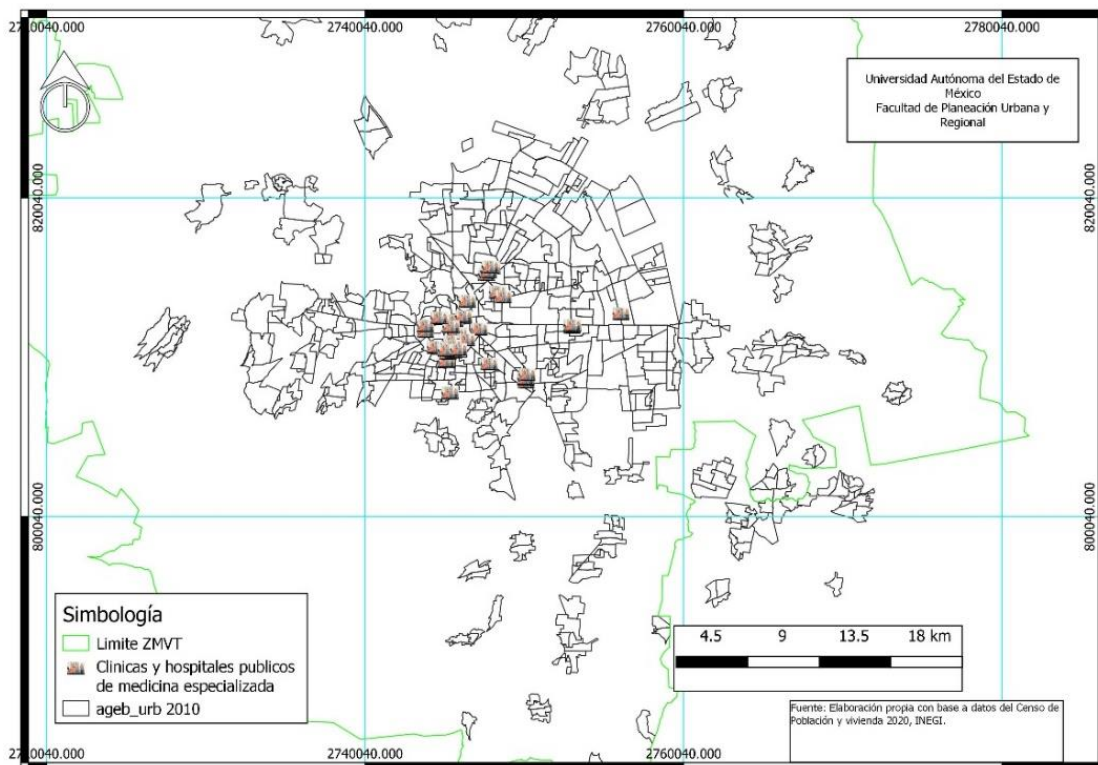 2740040.000
2760040.000
2780040.000
Universidad Autónoma del Estado de
México
Facultad de Planeación Urbana y
Regional
820040.000
820040.000
800040.000
800040.000
Simbología
Limite ZMVT
Clinicas y hospitales publicos
de medicina especializada
ageb_urb 2010
4.5 9 13.5 18 km
Fuente: Elaboración propia con base a datos del Censo de
Población y vivienda 2020, INEGI.
2740040.000
2760040.000
2780040.000